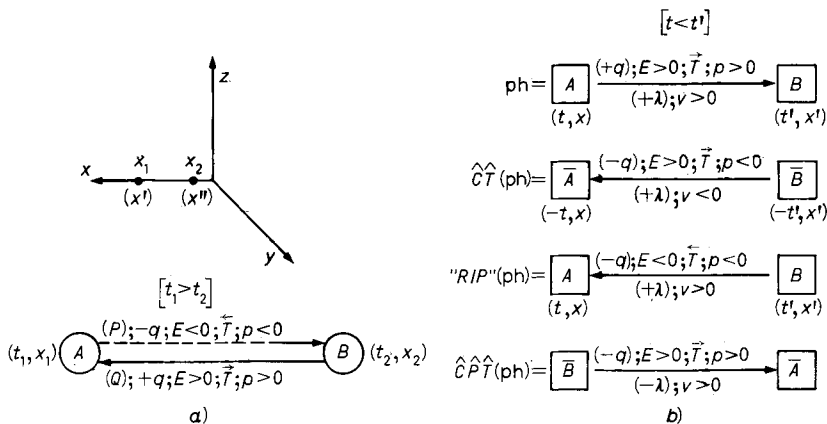 z
x x₁ x₂
(x') (x'')
y
[t₁>t₂]
(P);–q;E<0;T⃖;p<0
(t₁,x₁) A B (t₂,x₂)
(Q);+q;E>0;T⃗;p>0
a)
[t<t']
ph= A (+q);E>0;T⃗;p>0 B
(+λ);v>0
(t,x) (t',x')
ĈT̂(ph)= A̅ (–q);E>0;T⃗;p<0 B̅
(+λ);v<0
(–t,x) (–t',x')
"RIP"(ph)= A (–q);E<0;T⃖;p<0 B
(+λ);v>0
(t,x) (t',x')
ĈP̂T̂(ph)= B̅ (–q);E>0;T⃗;p>0 A̅
(–λ);v>0
b)